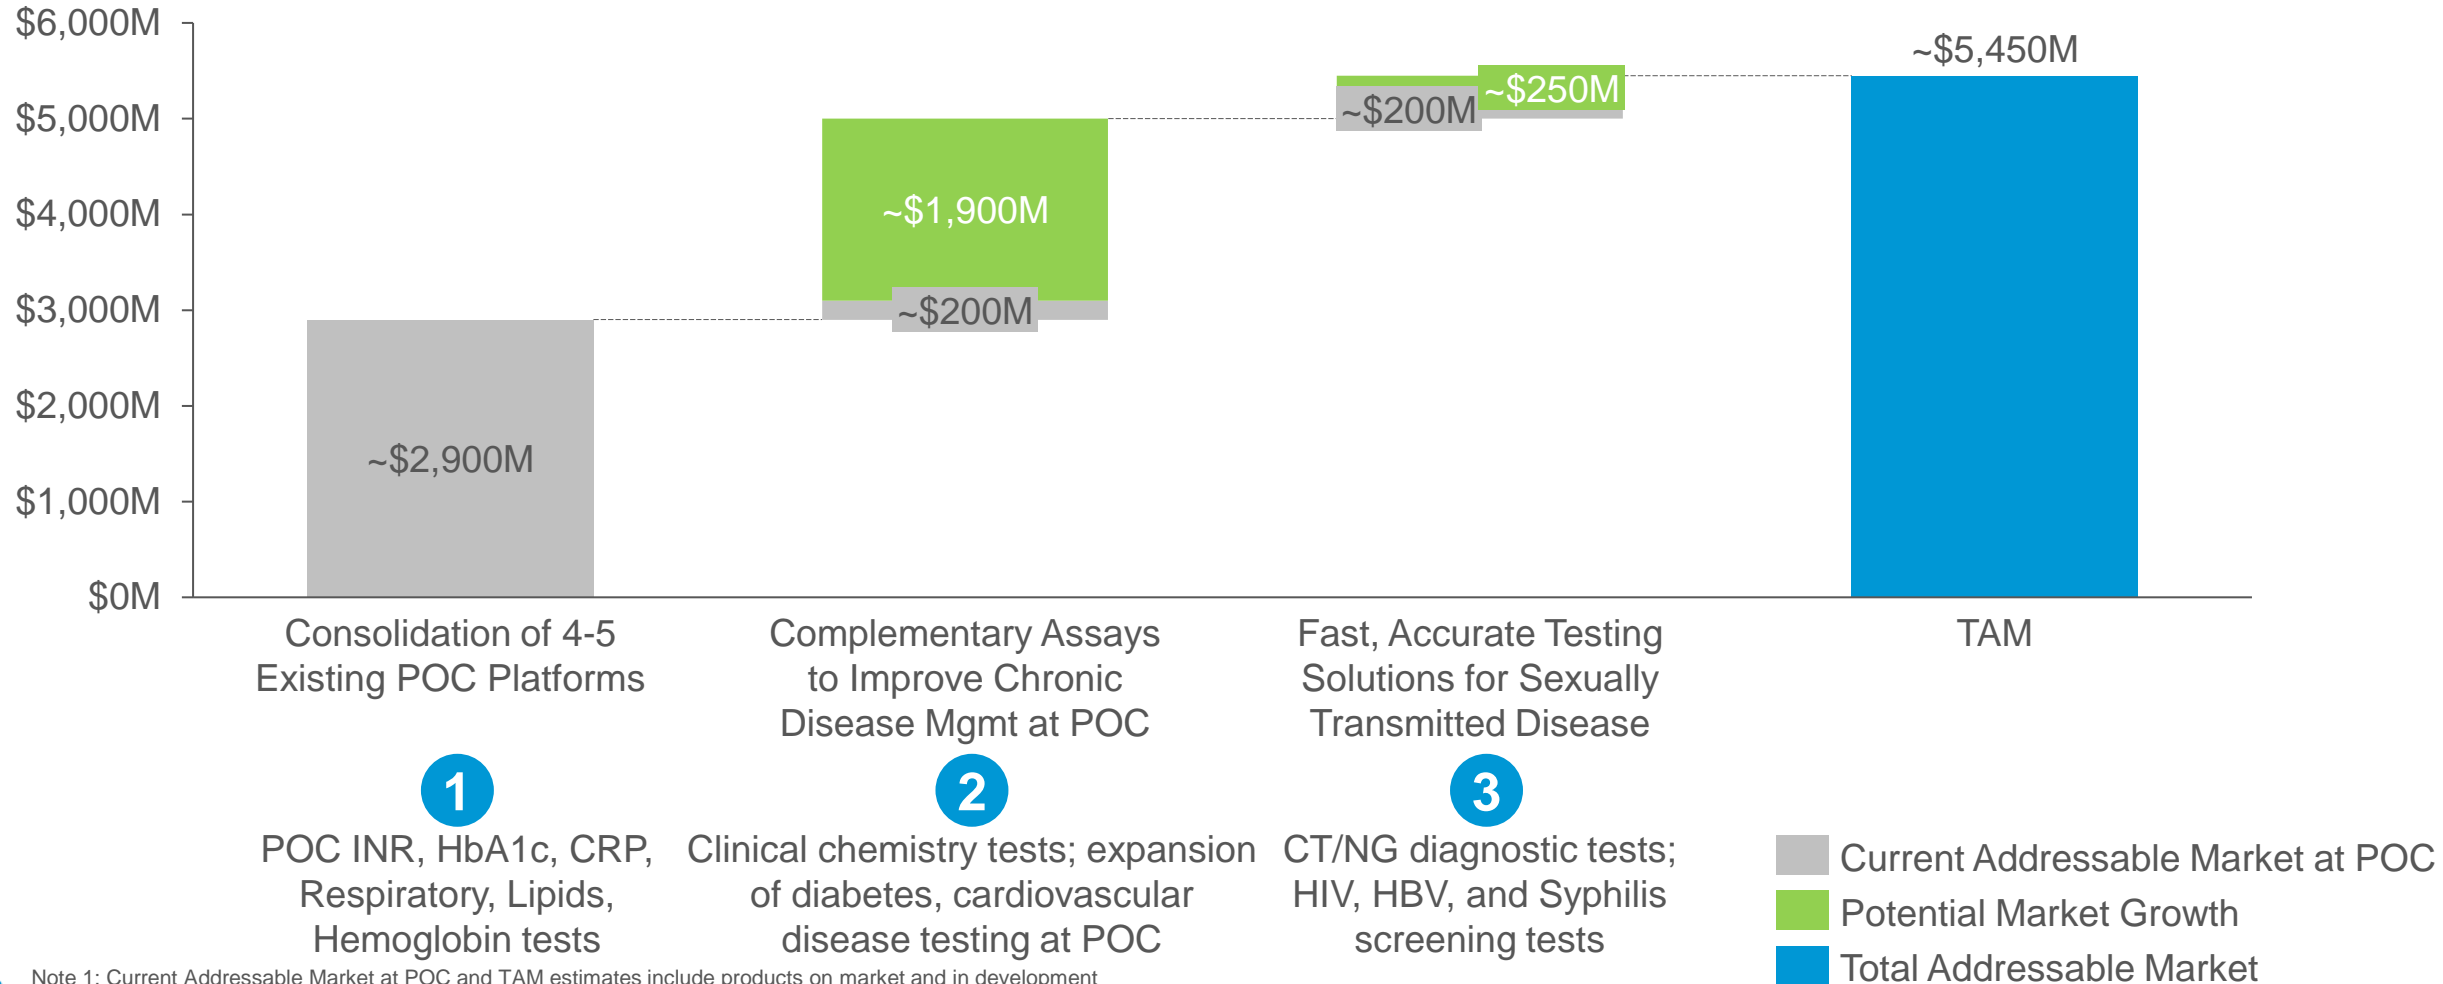 $6,000M
$5,000M
$4,000M
$3,000M
$2,000M
$1,000M
$0M
~$2,900M
~$1,900M
~$200M
~$200M
~$250M
~$5,450M
Consolidation of 4-5
Existing POC Platforms
Complementary Assays
to Improve Chronic
Disease Mgmt at POC
Fast, Accurate Testing
Solutions for Sexually
Transmitted Disease
TAM
1
2
3
POC INR, HbA1c, CRP,
Respiratory, Lipids,
Hemoglobin tests
Clinical chemistry tests; expansion
of diabetes, cardiovascular
disease testing at POC
CT/NG diagnostic tests;
HIV, HBV, and Syphilis
screening tests
Current Addressable Market at POC
Potential Market Growth
Total Addressable Market
Note 1: Current Addressable Market at POC and TAM estimates include products on market and in development